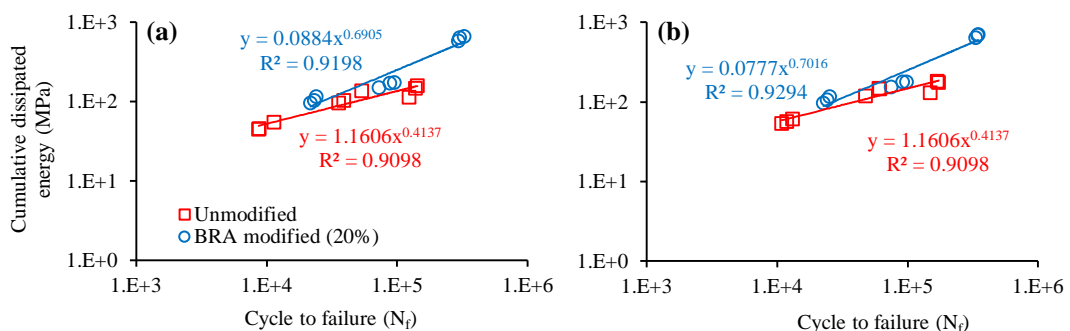 Cumulative dissipated
energy (MPa)
1.E+3
1.E+2
1.E+1
1.E+0
(a)
y = 0.0884x^0.6905
R² = 0.9198
y = 1.1606x^0.4137
R² = 0.9098
Unmodified
BRA modified (20%)
1.E+3 1.E+4 1.E+5 1.E+6
Cycle to failure (Nf)
1.E+3
1.E+2
1.E+1
1.E+0
(b)
y = 0.0777x^0.7016
R² = 0.9294
y = 1.1606x^0.4137
R² = 0.9098
1.E+3 1.E+4 1.E+5 1.E+6
Cycle to failure (Nf)